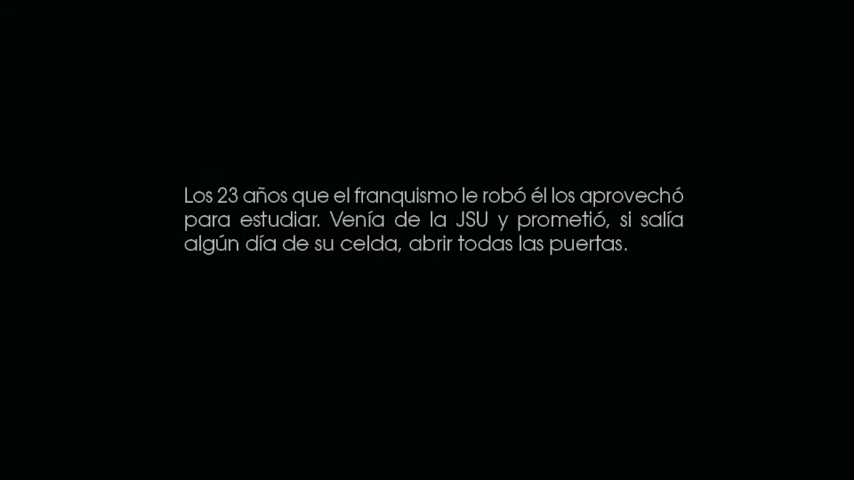 Los 23 años que el franquismo le robó él los aprovechó
para estudiar. Venía de la JSU y prometió, si salía
algún día de su celda, abrir todas las puertas.